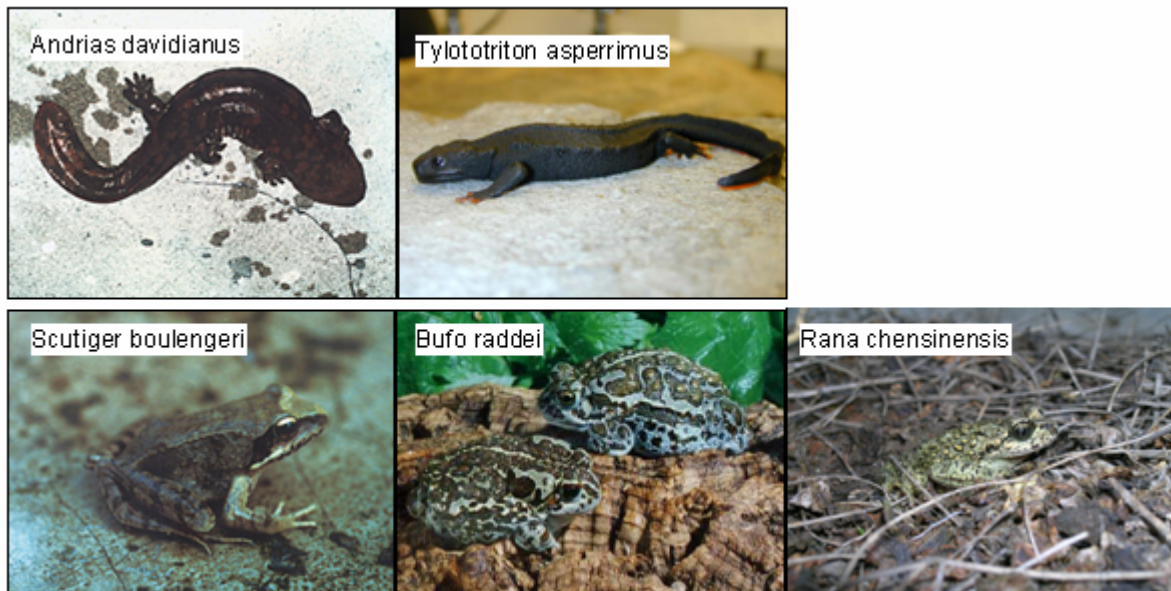 Andrias davidianus
Tylototriton asperrimus
Scutiger boulengeri
Bufo raddei
Rana chensinensis